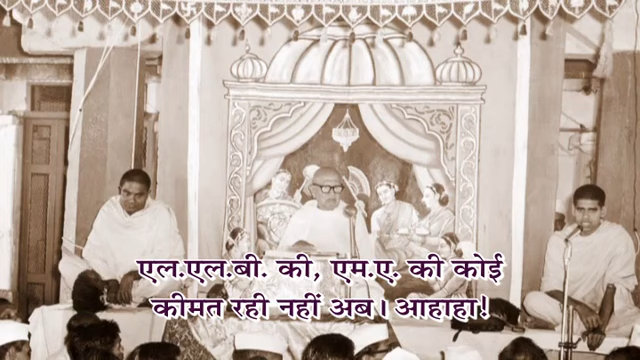 एल.एल.बी. की, एम.ए. की कोई
कीमत रही नहीं अब। आहाहा!